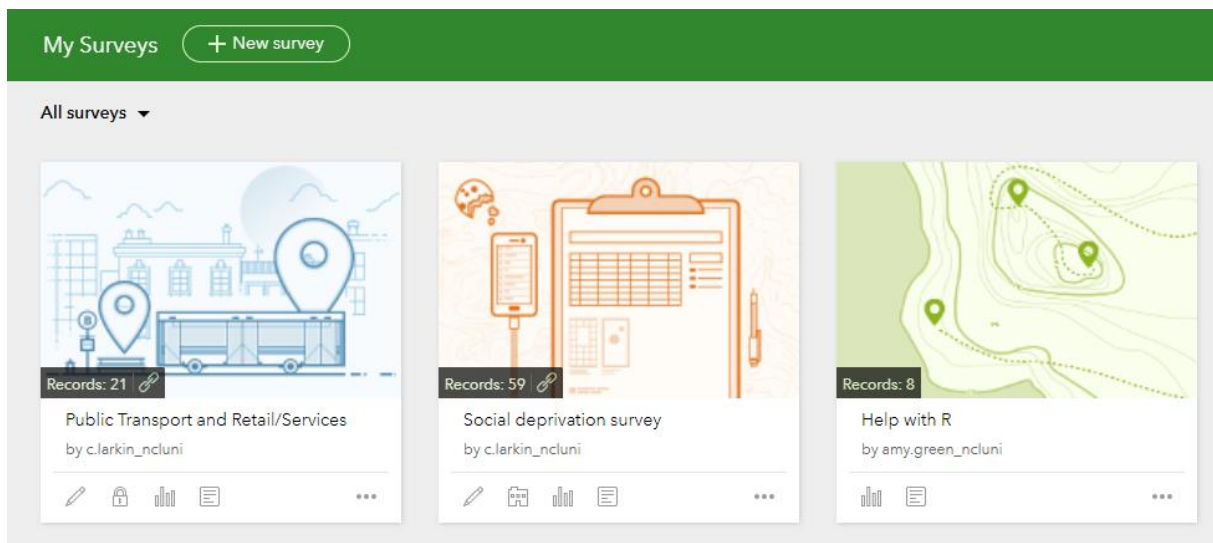 My Surveys + New survey
All surveys
Records: 21
Records: 59
Records: 8
Public Transport and Retail/Services
by c.larkin_ncluni
Social deprivation survey
by c.larkin_ncluni
Help with R
by amy.green_ncluni